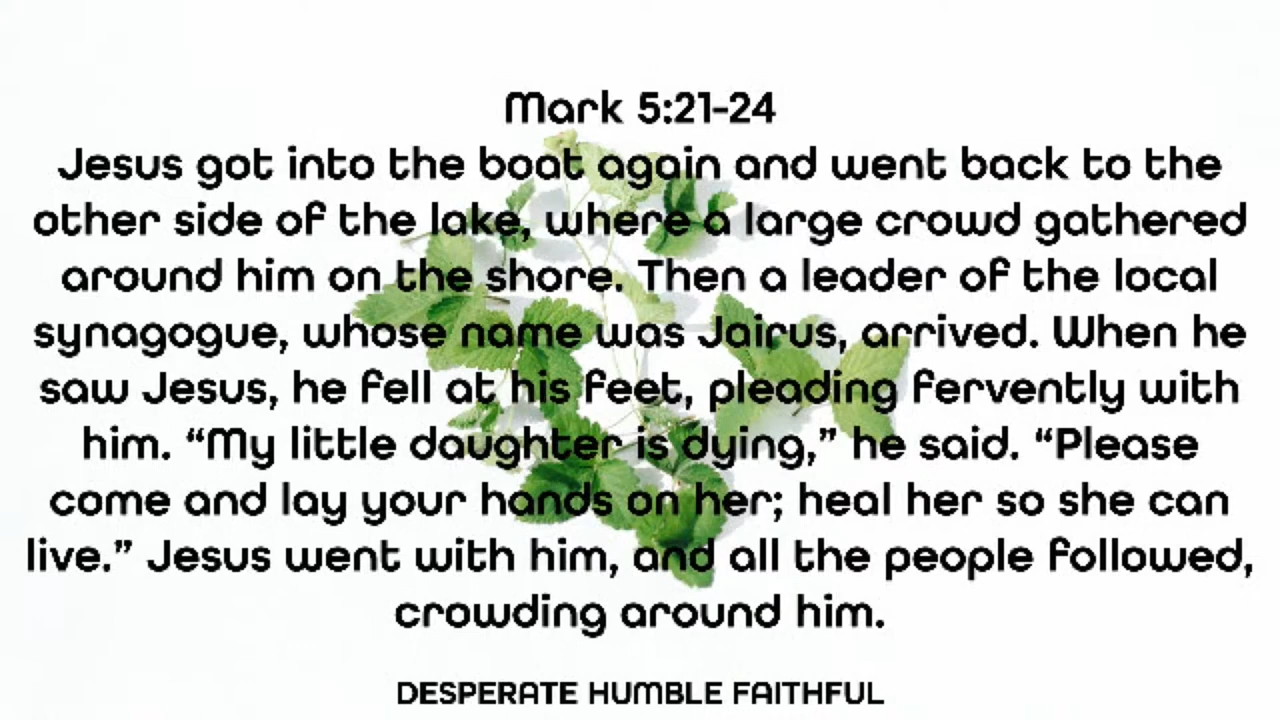 Mark 5:21-24
Jesus got into the boat again and went back to the
other side of the lake, where a large crowd gathered
around him on the shore. Then a leader of the local
synagogue, whose name was Jairus, arrived. When he
saw Jesus, he fell at his feet, pleading fervently with
him. “My little daughter is dying,” he said. “Please
come and lay your hands on her; heal her so she can
live.” Jesus went with him, and all the people followed,
crowding around him.
DESPERATE HUMBLE FAITHFUL